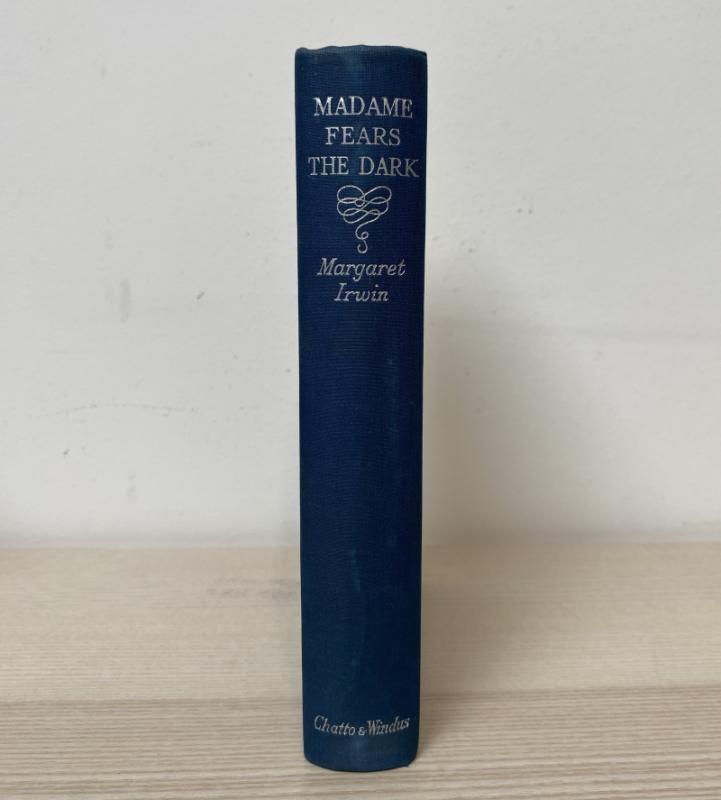 MADAME
FEARS
THE DARK
Margaret
Irwin
Chatto & Windus